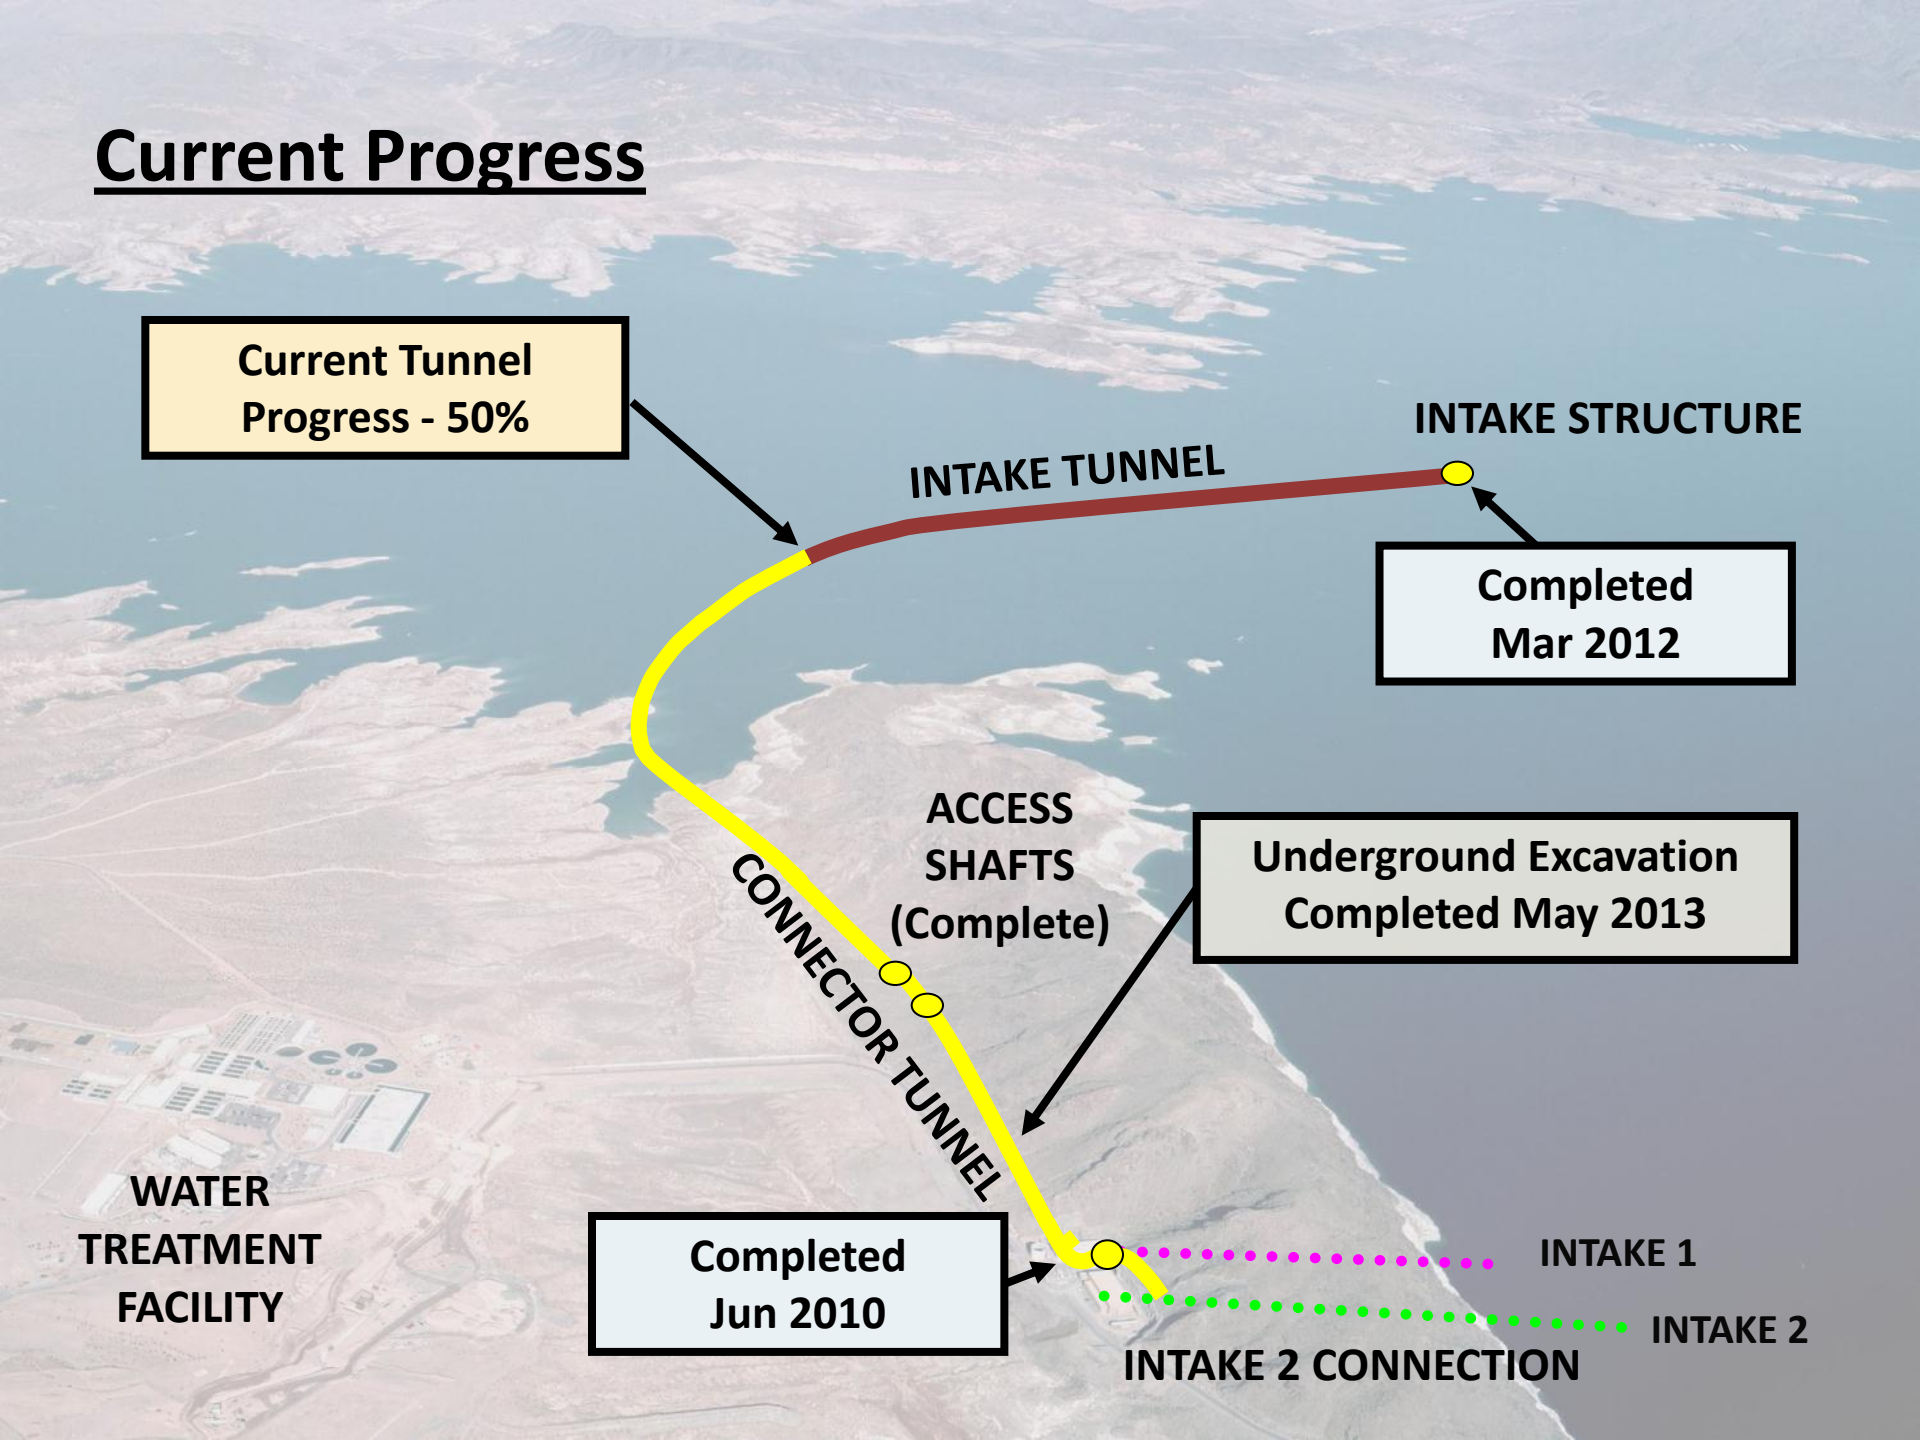 Current Progress
Current Tunnel
Progress - 50%
INTAKE STRUCTURE
INTAKE TUNNEL
Completed
Mar 2012
ACCESS
SHAFTS
(Complete)
Underground Excavation
Completed May 2013
CONNECTOR TUNNEL
WATER
TREATMENT
FACILITY
Completed
Jun 2010
INTAKE 1
INTAKE 2
INTAKE 2 CONNECTION